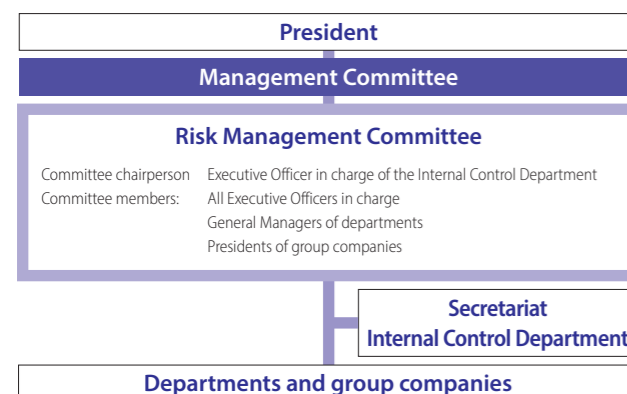 President
Management Committee
Risk Management Committee
Committee chairperson Executive Officer in charge of the Internal Control Department
Committee members: All Executive Officers in charge
General Managers of departments
Presidents of group companies
Secretariat
Internal Control Department
Departments and group companies